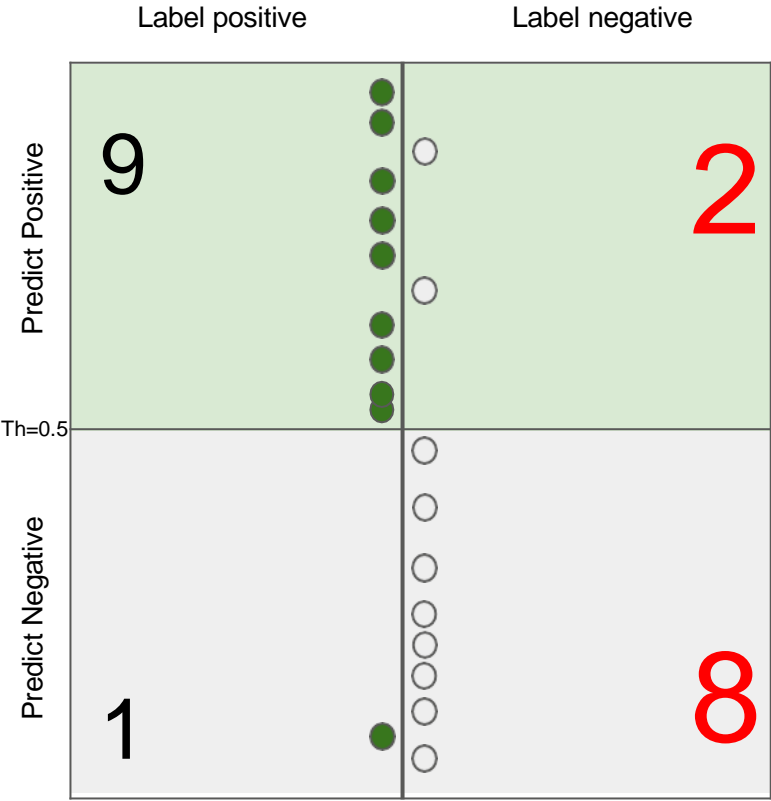 Label positive
Label negative
Predict Positive
9
2
Th=0.5
Predict Negative
1
8